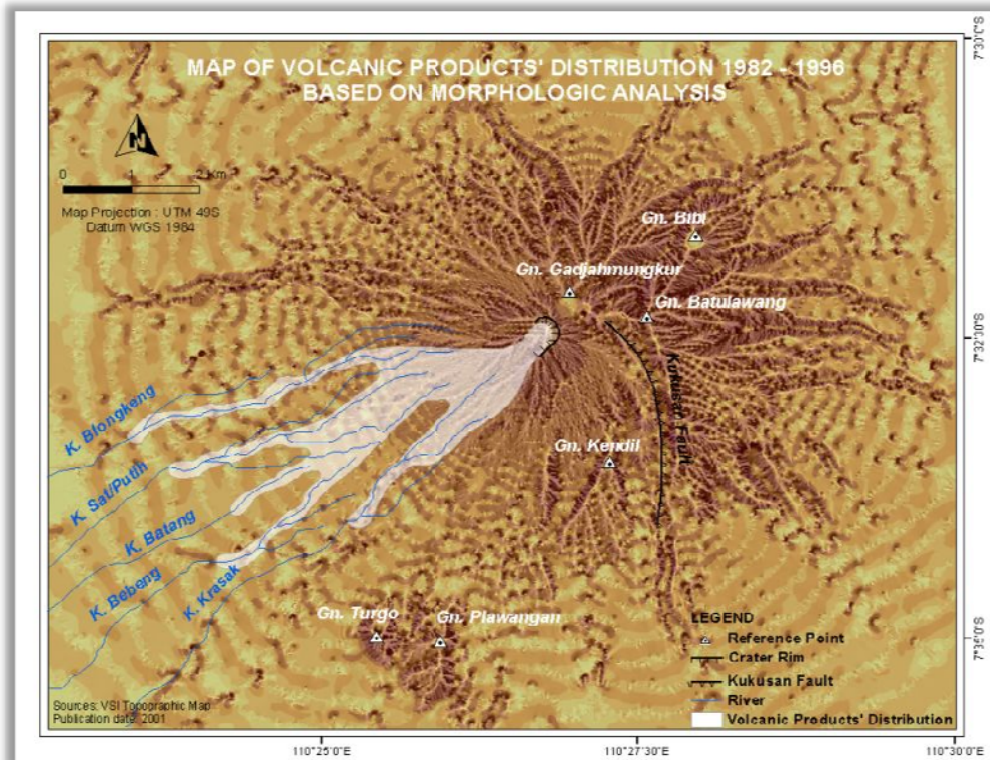 MAP OF VOLCANIC PRODUCTS' DISTRIBUTION 1982 - 1996
BASED ON MORPHOLOGIC ANALYSIS
7°30'0"S
N
0 1 2 Km
Map Projection : UTM 49S
Datum WGS 1984
Gn. Bibi
Gn. Gadjahmungkur
Gn. Batulawang
7°32'30"S
Kukusan Fault
K. Blongkeng
Gn. Kendil
K. Sat/Putih
K. Batang
K. Bebeng
K. Krasak
Gn. Turgo
Gn. Plawangan
7°35'0"S
LEGEND
Reference Point
Crater Rim
Kukusan Fault
River
Volcanic Products' Distribution
Sources: VSI Topographic Map
Publication date: 2001
110°25'0"E
110°27'30"E
110°30'0"E